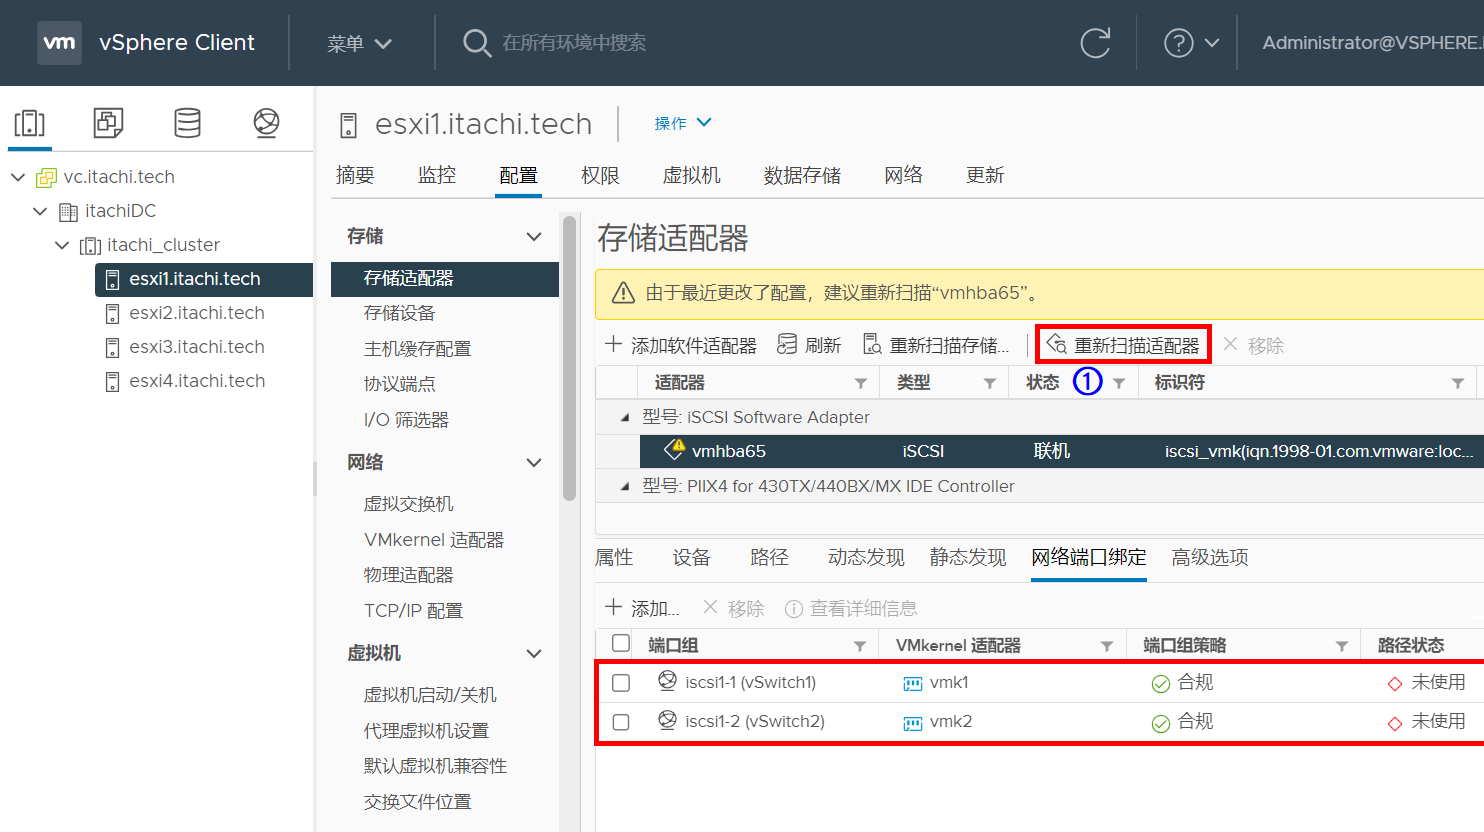 vm vSphere Client 菜单 在所有环境中搜索 ? Administrator@VSPHERE.
vc.itachi.tech
itachiDC
itachi_cluster
esxi1.itachi.tech
esxi2.itachi.tech
esxi3.itachi.tech
esxi4.itachi.tech
esxi1.itachi.tech 操作
摘要 监控 配置 权限 虚拟机 数据存储 网络 更新
存储
存储适配器
存储设备
主机缓存配置
协议端点
I/O 筛选器
网络
虚拟交换机
VMkernel 适配器
物理适配器
TCP/IP 配置
虚拟机
虚拟机启动/关机
代理虚拟机设置
默认虚拟机兼容性
交换文件位置
存储适配器
由于最近更改了配置，建议重新扫描“vmhba65”。
添加软件适配器 刷新 重新扫描存储... 重新扫描适配器 移除
适配器 类型 状态 ① 标识符
型号: iSCSI Software Adapter
vmhba65 iSCSI 联机 iscsi_vmk(iqn.1998-01.com.vmware:loc...
型号: PIIX4 for 430TX/440BX/MX IDE Controller
属性 设备 路径 动态发现 静态发现 网络端口绑定 高级选项
添加... 移除 查看详细信息
端口组 VMkernel 适配器 端口组策略 路径状态
iscsi1-1 (vSwitch1) vmk1 合规 未使用
iscsi1-2 (vSwitch2) vmk2 合规 未使用